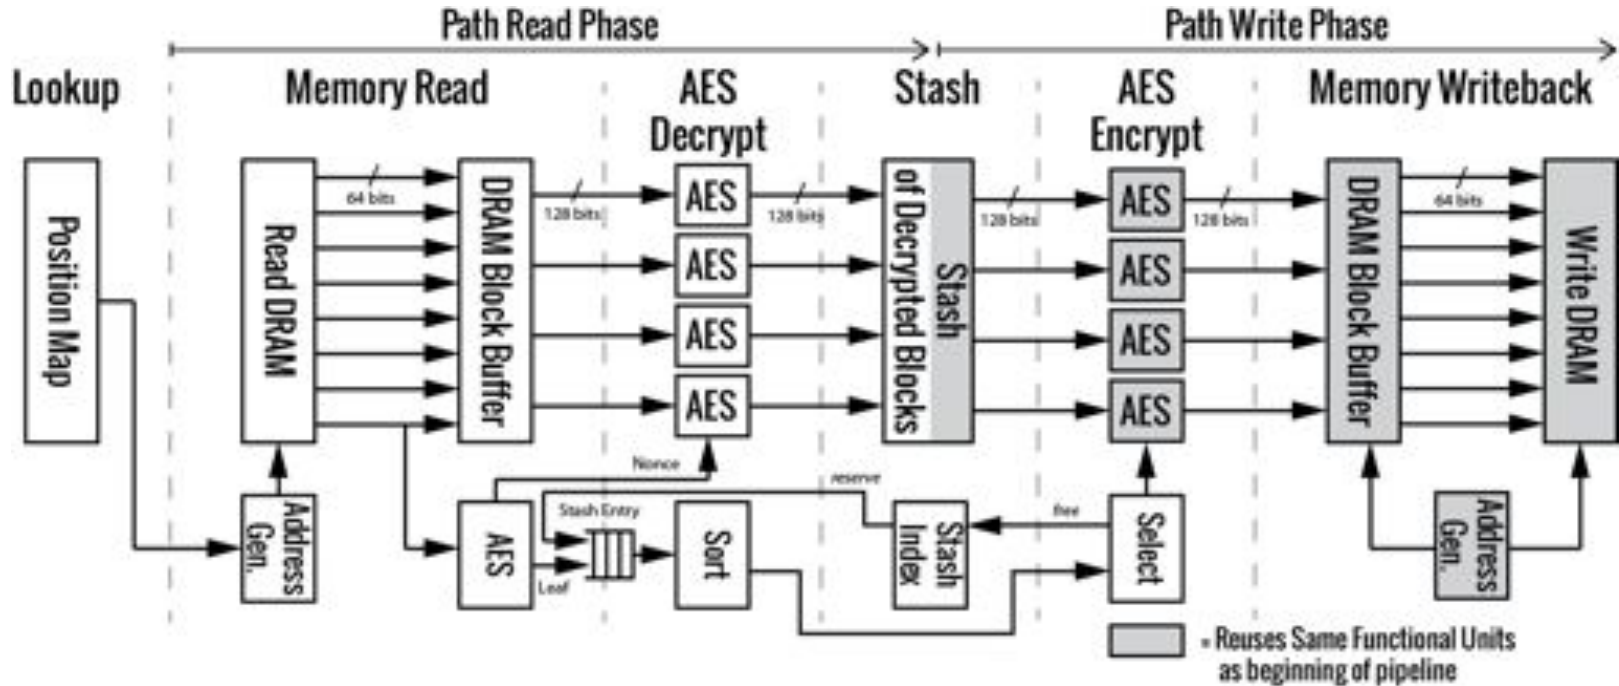 Path Read Phase
Path Write Phase
Lookup
Memory Read
AES
Decrypt
Stash
AES
Encrypt
Memory Writeback
Position Map
Read DRAM
64 bits
DRAM Block Buffer
128 bits
AES
AES
AES
AES
128 bits
Stash
of Decrypted Blocks
128 bits
AES
AES
AES
AES
128 bits
DRAM Block Buffer
64 bits
Write DRAM
Address
Gen.
AES
Nonce
Stash Entry
Leaf
Sort
reserve
Stash
Index
free
Select
Address
Gen.
= Reuses Same Functional Units
as beginning of pipeline